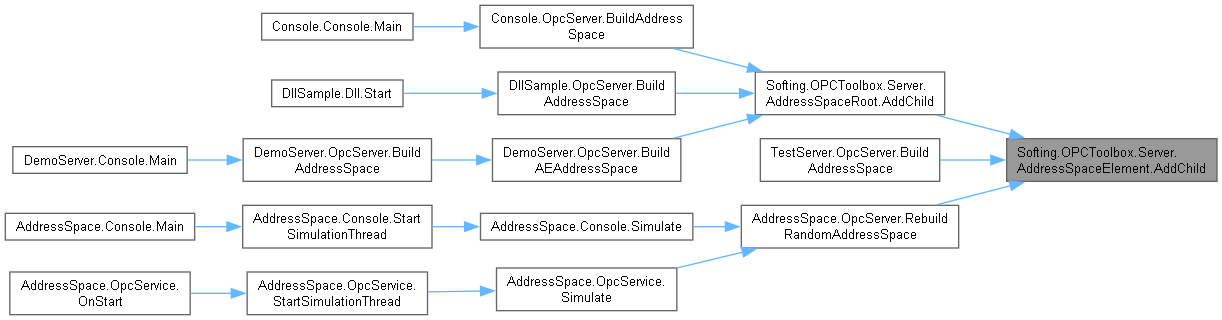 Console.Console.Main
Console.OpcServer.BuildAddress
Space
DllSample.Dll.Start
DllSample.OpcServer.Build
AddressSpace
Softing.OPCToolbox.Server.
AddressSpaceRoot.AddChild
DemoServer.Console.Main
DemoServer.OpcServer.Build
AddressSpace
DemoServer.OpcServer.Build
AEAddressSpace
TestServer.OpcServer.Build
AddressSpace
Softing.OPCToolbox.Server.
AddressSpaceElement.AddChild
AddressSpace.Console.Main
AddressSpace.Console.Start
SimulationThread
AddressSpace.Console.Simulate
AddressSpace.OpcServer.Rebuild
RandomAddressSpace
AddressSpace.OpcService.
OnStart
AddressSpace.OpcService.
StartSimulationThread
AddressSpace.OpcService.
Simulate